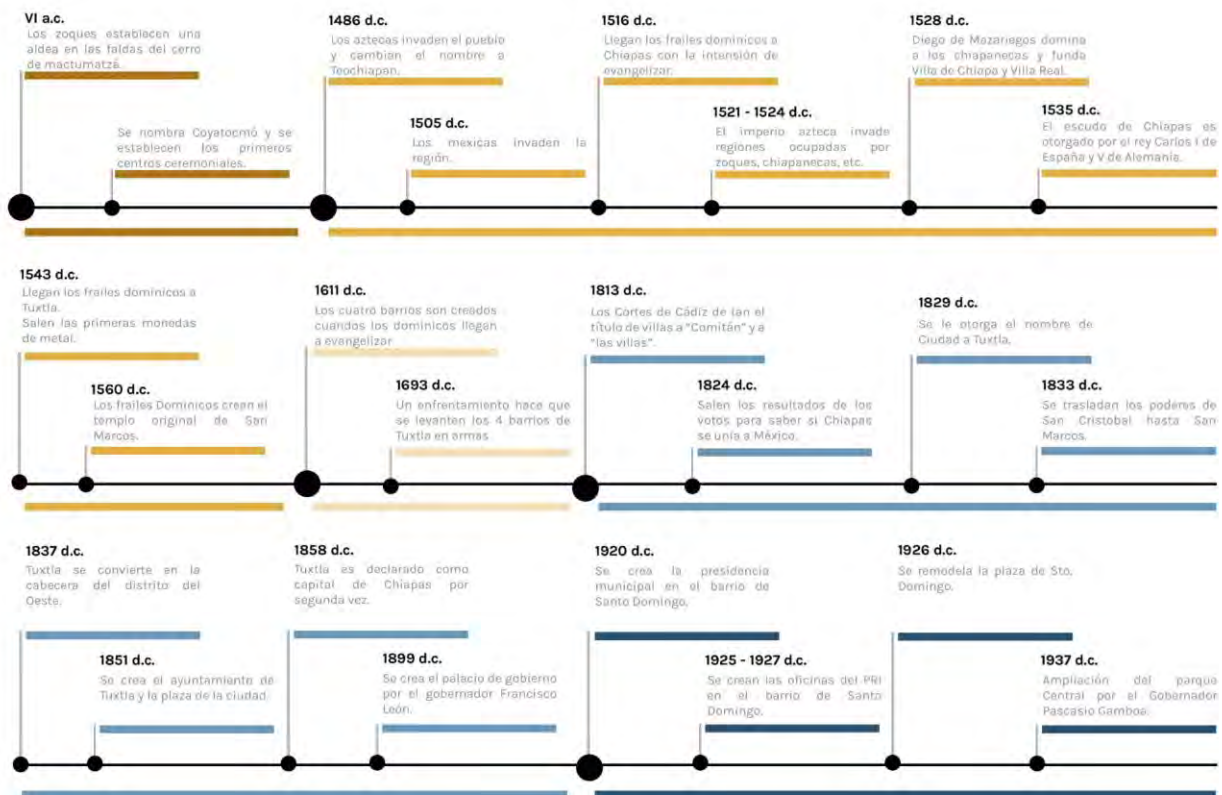 VI a.c.
Los zoques establecen una
aldea en las faldas del cerro
de mactumatzá.
Se nombra Coyatocmó y se
establecen los primeros
centros ceremoniales.
1486 d.c.
Los aztecas invaden el pueblo
y cambian el nombre a
Teochiapan.
1505 d.c.
Los mexicas invaden la
región.
1516 d.c.
Llegan los frailes dominicos a
Chiapas con la intensión de
evangelizar.
1521 - 1524 d.c.
El imperio azteca invade
regiones ocupadas por
zoques, chiapanecas, etc.
1528 d.c.
Diego de Mazariegos domina
a los chiapanecas y funda
Villa de Chiapa y Villa Real.
1535 d.c.
El escudo de Chiapas es
otorgado por el rey Carlos I de
España y V de Alemania.
1543 d.c.
Llegan los frailes dominicos a
Tuxtla.
Salen las primeras monedas
de metal.
1560 d.c.
Los frailes Dominicos crean el
templo original de San
Marcos.
1611 d.c.
Los cuatro barrios son creados
cuandos los dominicos llegan
a evangelizar
1693 d.c.
Un enfrentamiento hace que
se levanten los 4 barrios de
Tuxtla en armas
1813 d.c.
Los Cortes de Cádiz de lan el
título de villas a "Comitán" y a
"las villas".
1824 d.c.
Salen los resultados de los
votos para saber si Chiapas
se unia a México.
1829 d.c.
Se le otorga el nombre de
Ciudad a Tuxtla.
1833 d.c.
Se trasladan los poderes de
San Cristobal hasta San
Marcos.
1837 d.c.
Tuxtla se convierte en la
cabecera del distrito del
Oeste.
1851 d.c.
Se crea el ayuntamiento de
Tuxtla y la plaza de la ciudad.
1858 d.c.
Tuxtla es declarado como
capital de Chiapas por
segunda vez.
1899 d.c.
Se crea el palacio de gobierno
por el gobernador Francisco
León.
1920 d.c.
Se crea la presidencia
municipal en el barrio de
Santo Domingo.
1925 - 1927 d.c.
Se crean las oficinas del PRI
en el barrio de Santo
Domingo.
1926 d.c.
Se remodela la plaza de Sto.
Domingo.
1937 d.c.
Ampliación del parque
Central por el Gobernador
Pascasio Gamboa.